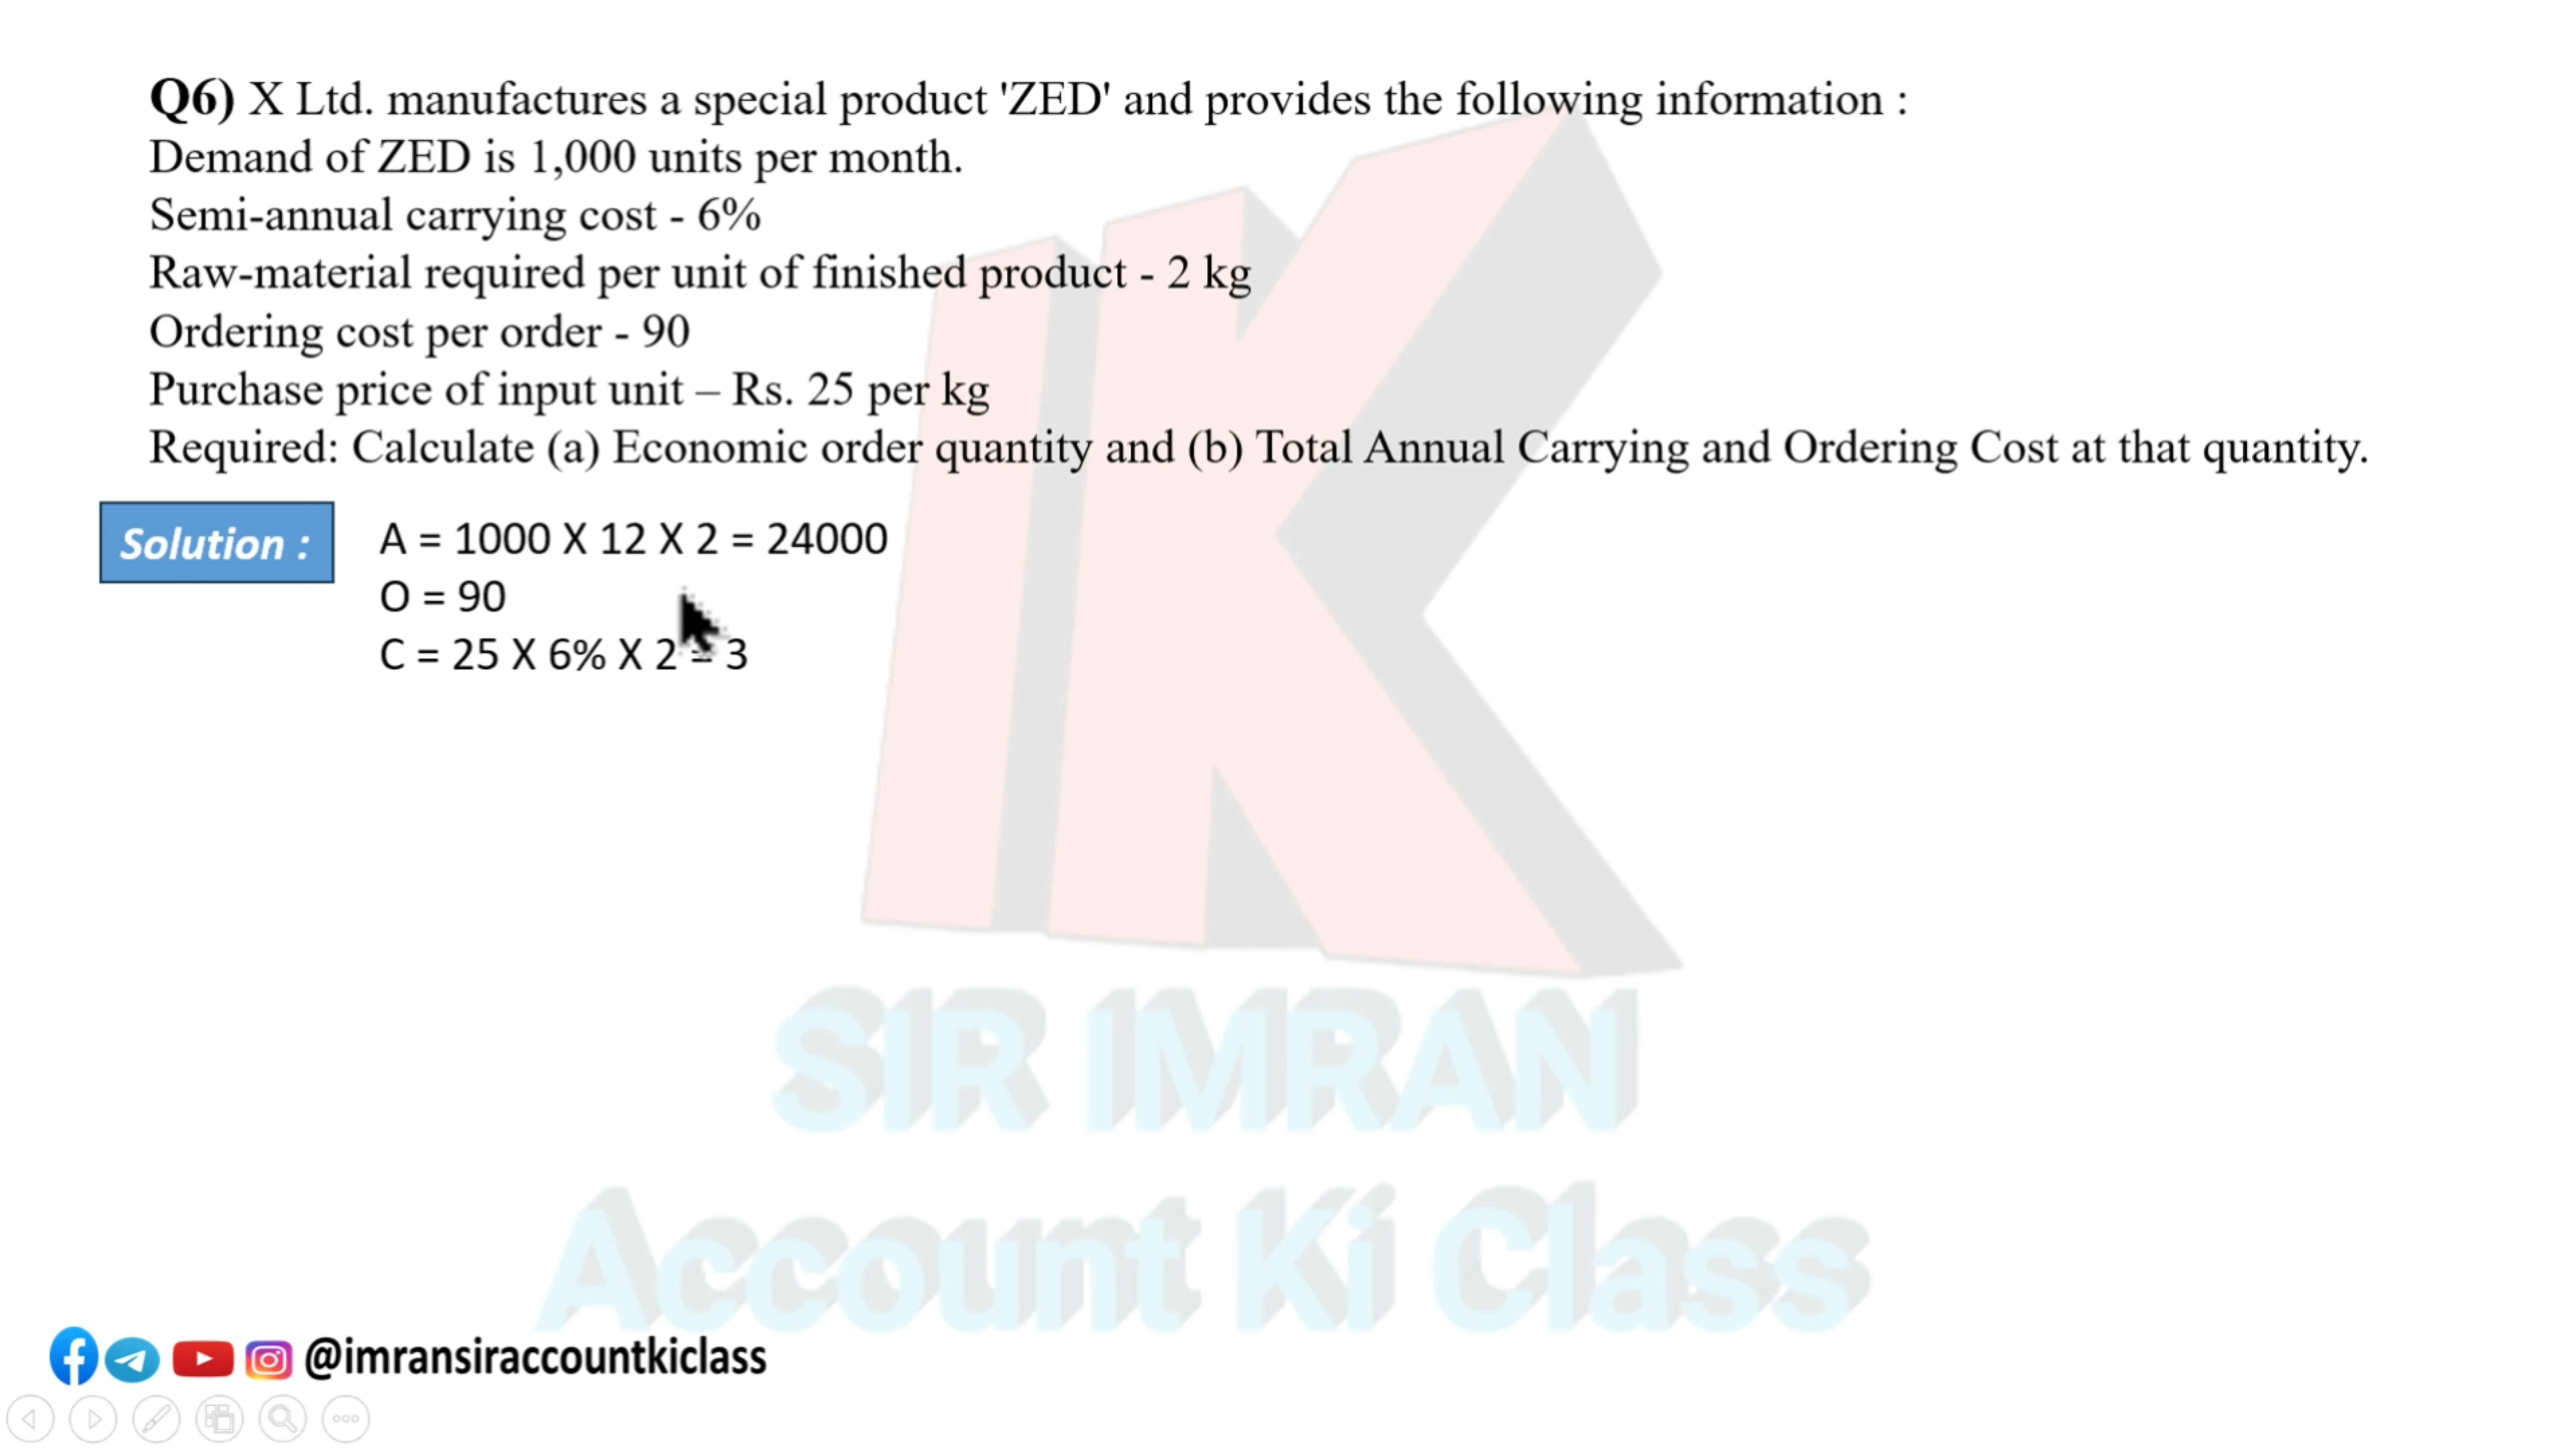 Q6) X Ltd. manufactures a special product 'ZED' and provides the following information :
Demand of ZED is 1,000 units per month.
Semi-annual carrying cost - 6%
Raw-material required per unit of finished product - 2 kg
Ordering cost per order - 90
Purchase price of input unit – Rs. 25 per kg
Required: Calculate (a) Economic order quantity and (b) Total Annual Carrying and Ordering Cost at that quantity.
Solution :
A = 1000 X 12 X 2 = 24000
O = 90
C = 25 X 6% X 2 = 3
IK
SIR IMRAN
Account Ki Class
@imransiraccountkiclass